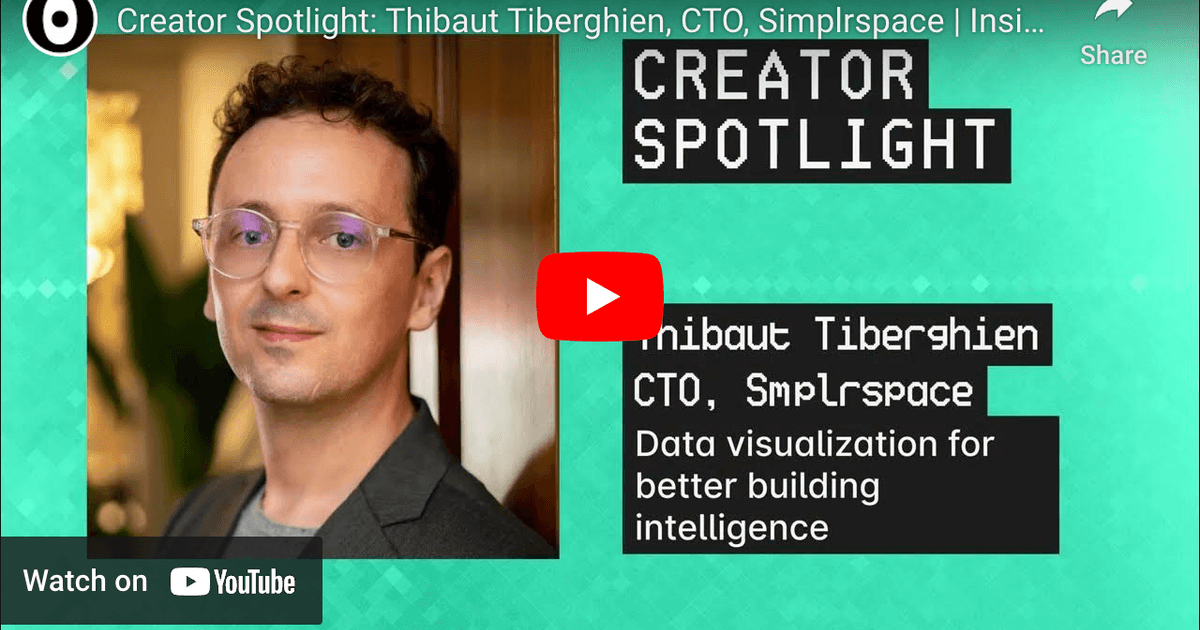 Creator Spotlight: Thibaut Tiberghien, CTO, Simplrspace | Insi...
Share
CREATOR
SPOTLIGHT
Thibaut Tiberghien
CTO, Smplrspace
Data visualization for
better building
intelligence
Watch on YouTube